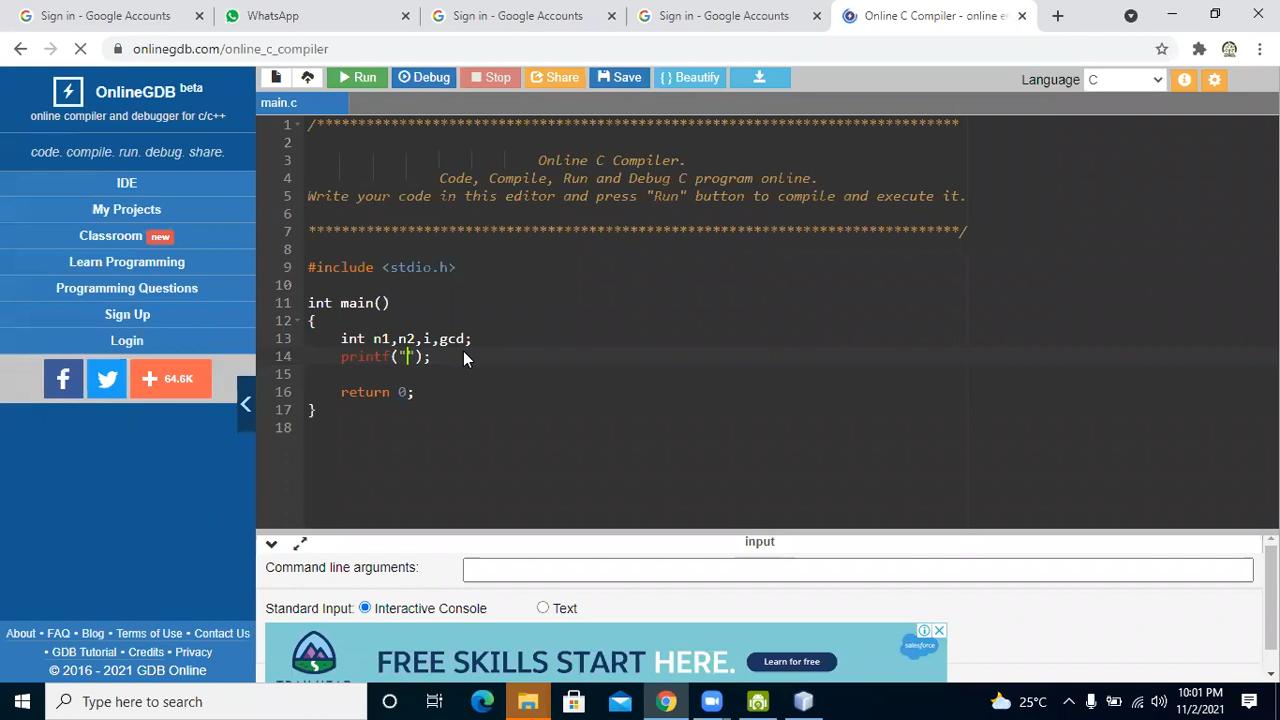 Sign in - Google Accounts
WhatsApp
Sign in - Google Accounts
Sign in - Google Accounts
Online C Compiler - online e
onlinegdb.com/online_c_compiler
OnlineGDB beta
online compiler and debugger for c/c++
code. compile. run. debug. share.
IDE
My Projects
Classroom new
Learn Programming
Programming Questions
Sign Up
Login
64.6K
About • FAQ • Blog • Terms of Use • Contact Us
• GDB Tutorial • Credits • Privacy
© 2016 - 2021 GDB Online
Run
Debug
Stop
Share
Save
{ } Beautify
Language C
main.c
1 /******************************************************************************
2
3 Online C Compiler.
4 Code, Compile, Run and Debug C program online.
5 Write your code in this editor and press "Run" button to compile and execute it.
6
7 *******************************************************************************/
8
9 #include <stdio.h>
10
11 int main()
12 {
13 int n1,n2,i,gcd;
14 printf("");
15
16 return 0;
17 }
18
input
Command line arguments:
Standard Input: Interactive Console Text
FREE SKILLS START HERE.
Learn for free
salesforce
Type here to search
25°C
10:01 PM
11/2/2021